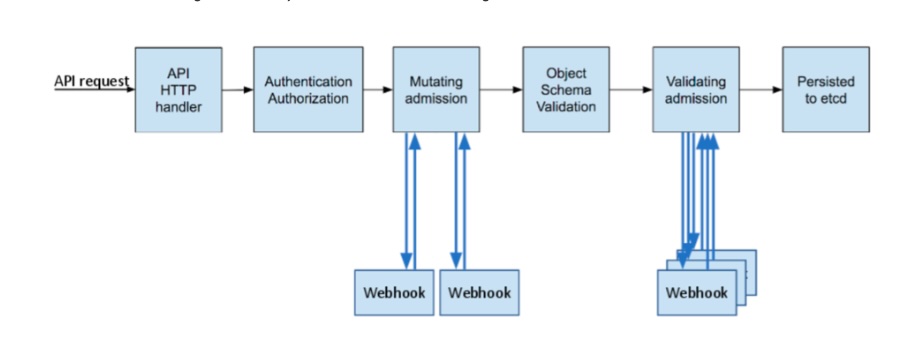 API request
API
HTTP
handler
Authentication
Authorization
Mutating
admission
Object
Schema
Validation
Validating
admission
Persisted
to etcd
Webhook
Webhook
Webhook